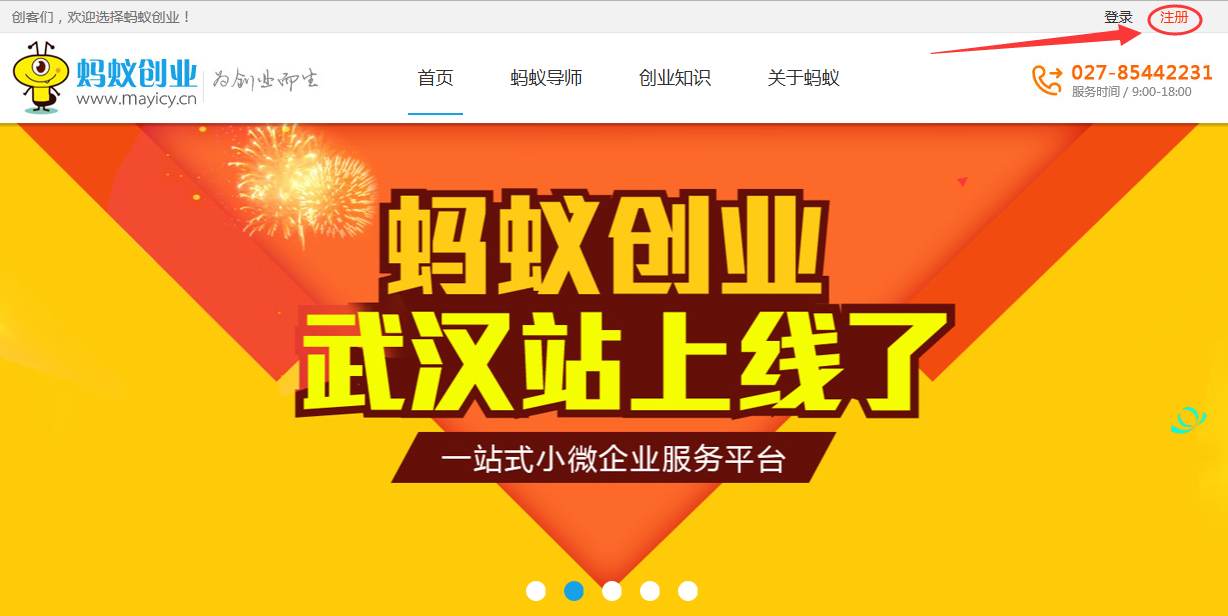 创客们，欢迎选择蚂蚁创业！
登录 注册
蚂蚁创业
www.mayicy.cn
为创业而生
首页 蚂蚁导师 创业知识 关于蚂蚁
027-85442231
服务时间 / 9:00-18:00
蚂蚁创业
武汉站上线了
一站式小微企业服务平台